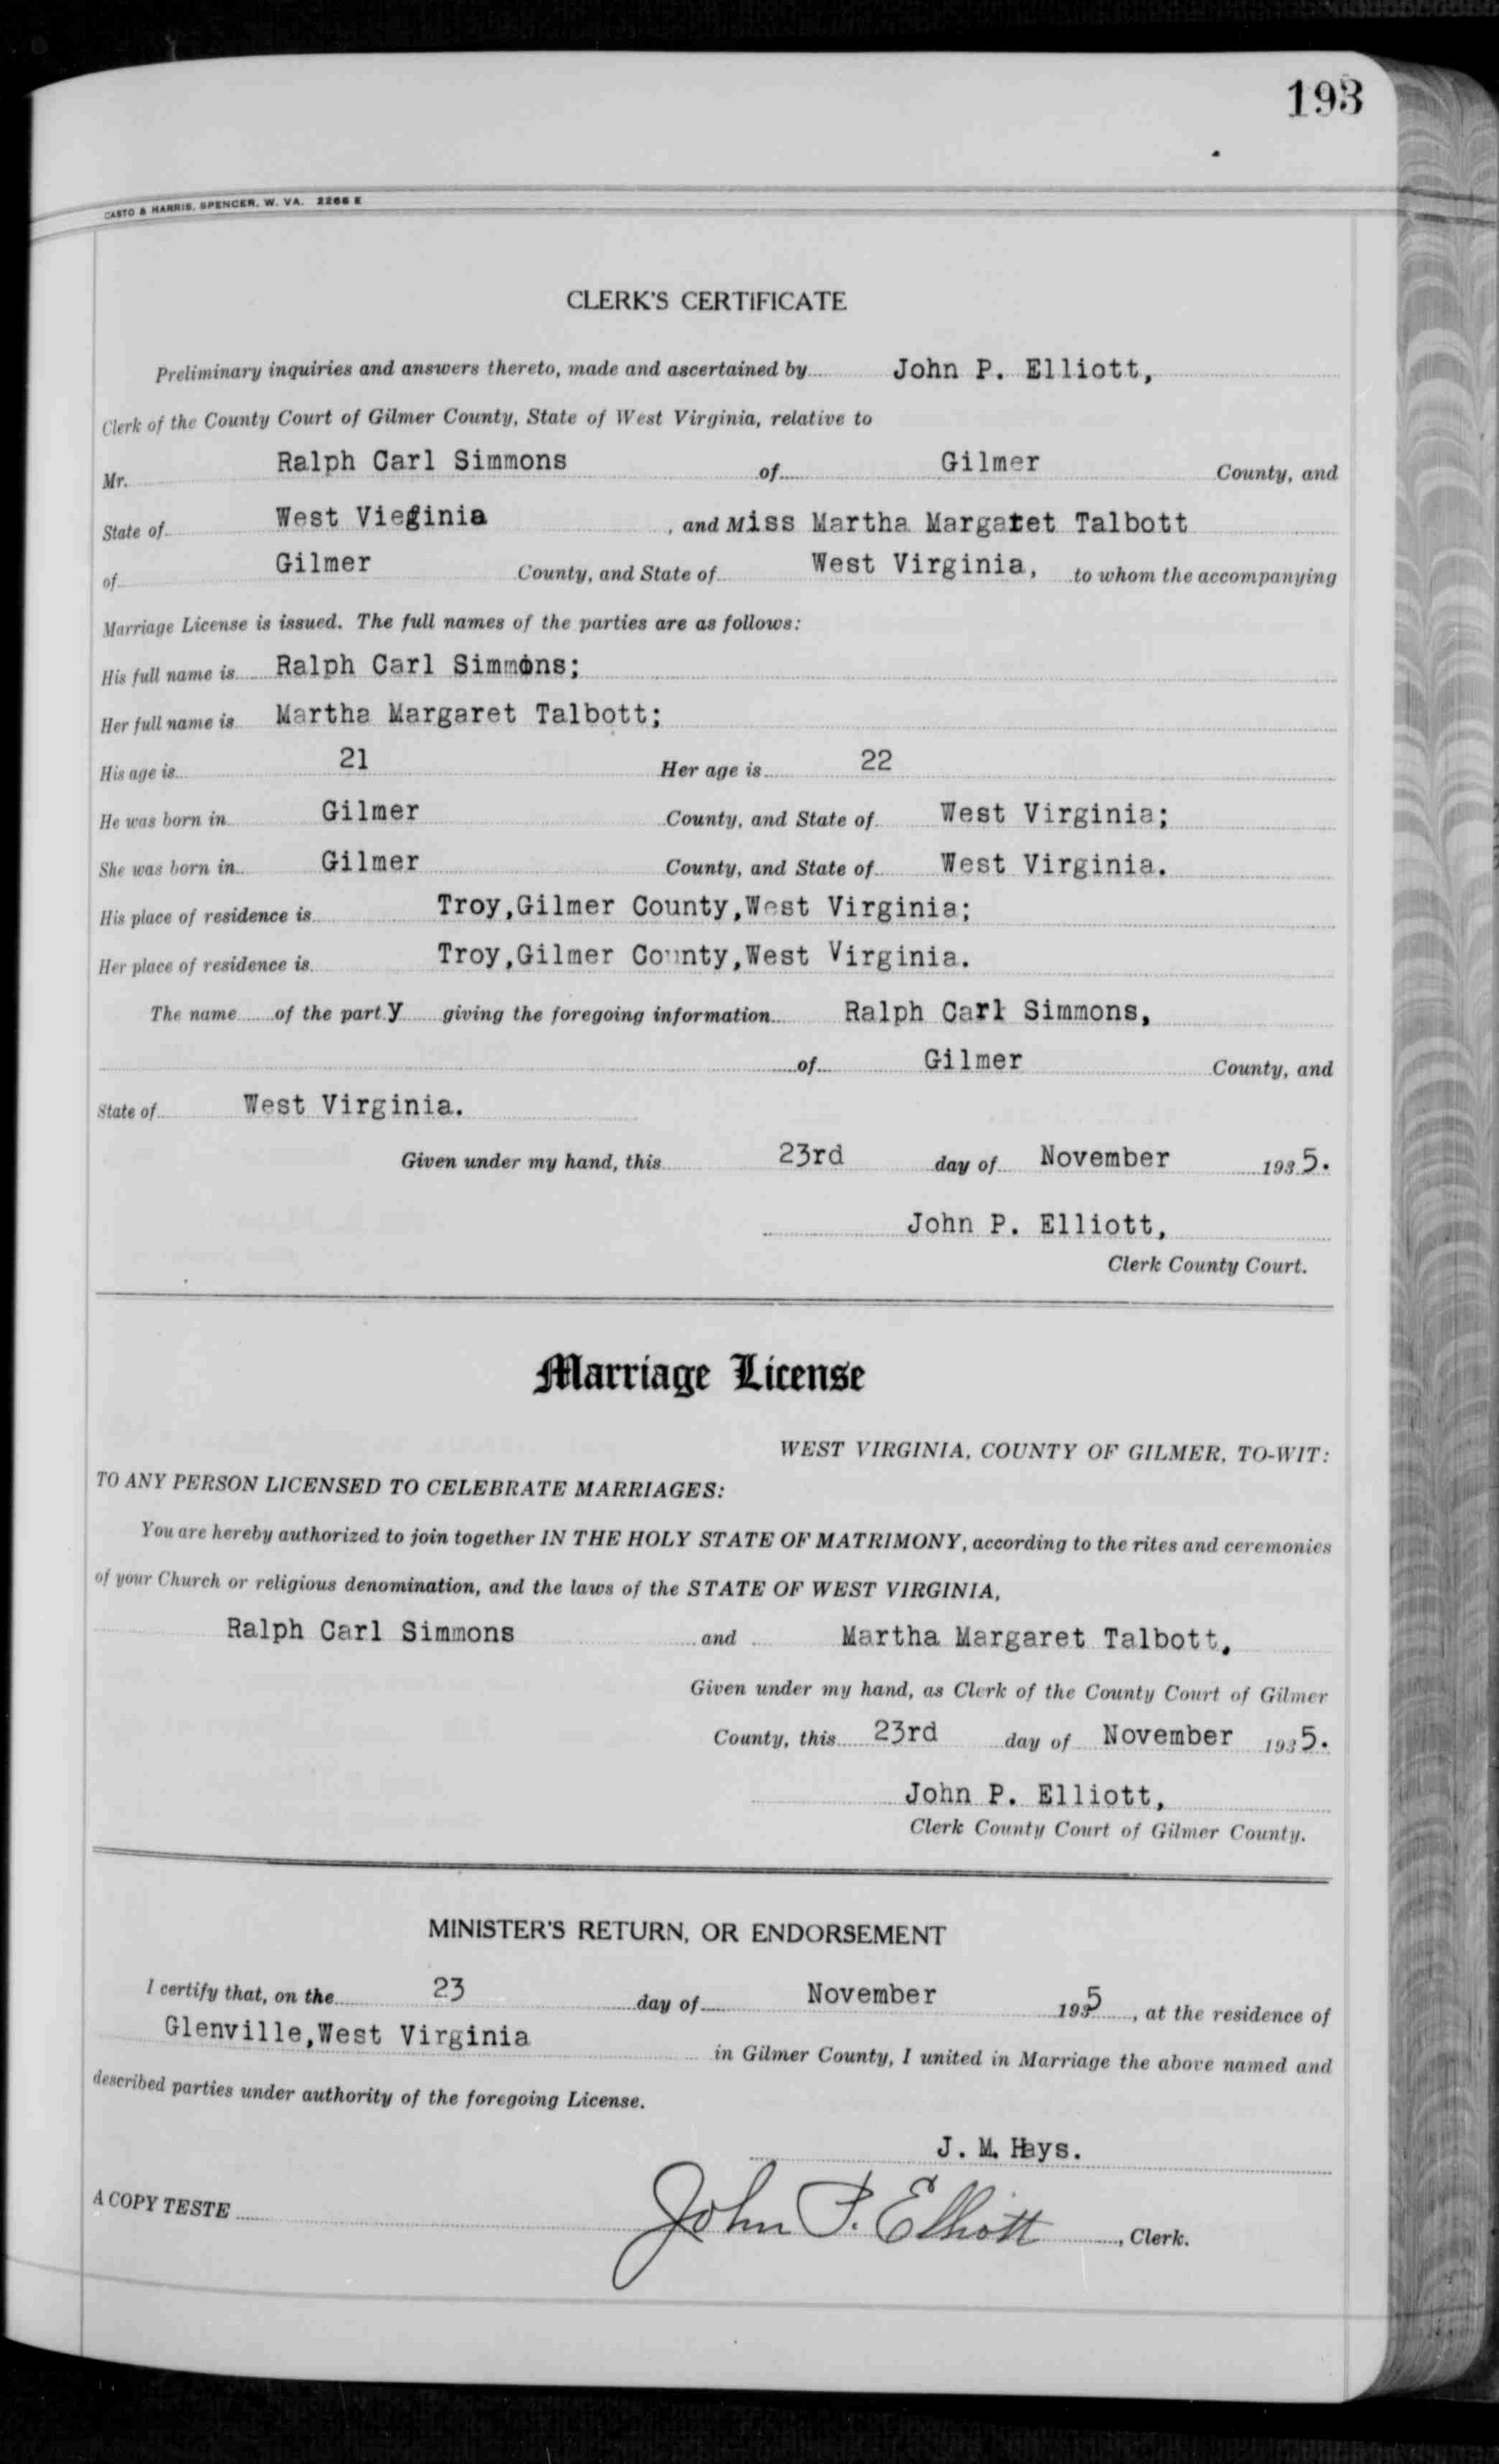 193
CASTO & HARRIS, SPENCER, W. VA. 2266 E
CLERK'S CERTIFICATE
Preliminary inquiries and answers thereto, made and ascertained by John P. Elliott,
Clerk of the County Court of Gilmer County, State of West Virginia, relative to
Mr. Ralph Carl Simmons of Gilmer County, and
State of West Vieginia , and Miss Martha Margaret Talbott
of Gilmer County, and State of West Virginia, to whom the accompanying
Marriage License is issued. The full names of the parties are as follows:
His full name is Ralph Carl Simmons;
Her full name is Martha Margaret Talbott;
His age is 21 Her age is 22
He was born in Gilmer County, and State of West Virginia;
She was born in Gilmer County, and State of West Virginia.
His place of residence is Troy,Gilmer County,West Virginia;
Her place of residence is Troy,Gilmer County,West Virginia.
The name of the party giving the foregoing information Ralph Carl Simmons,
of Gilmer County, and
State of West Virginia.
Given under my hand, this 23rd day of November 1935.
John P. Elliott,
Clerk County Court.
Marriage License
WEST VIRGINIA, COUNTY OF GILMER, TO-WIT:
TO ANY PERSON LICENSED TO CELEBRATE MARRIAGES:
You are hereby authorized to join together IN THE HOLY STATE OF MATRIMONY, according to the rites and ceremonies
of your Church or religious denomination, and the laws of the STATE OF WEST VIRGINIA,
Ralph Carl Simmons and Martha Margaret Talbott.
Given under my hand, as Clerk of the County Court of Gilmer
County, this 23rd day of November 1935.
John P. Elliott,
Clerk County Court of Gilmer County.
MINISTER'S RETURN, OR ENDORSEMENT
I certify that, on the 23 day of November 1935, at the residence of
Glenville,West Virginia in Gilmer County, I united in Marriage the above named and
described parties under authority of the foregoing License.
J. M. Hays.
A COPY TESTE John P. Elliott, Clerk.